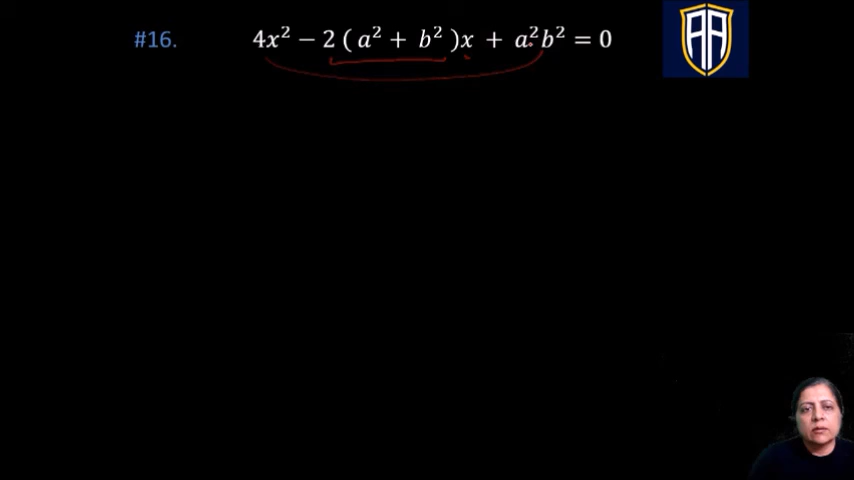 #16. 4x² − 2 ( a² + b² )x + a²b² = 0
AA